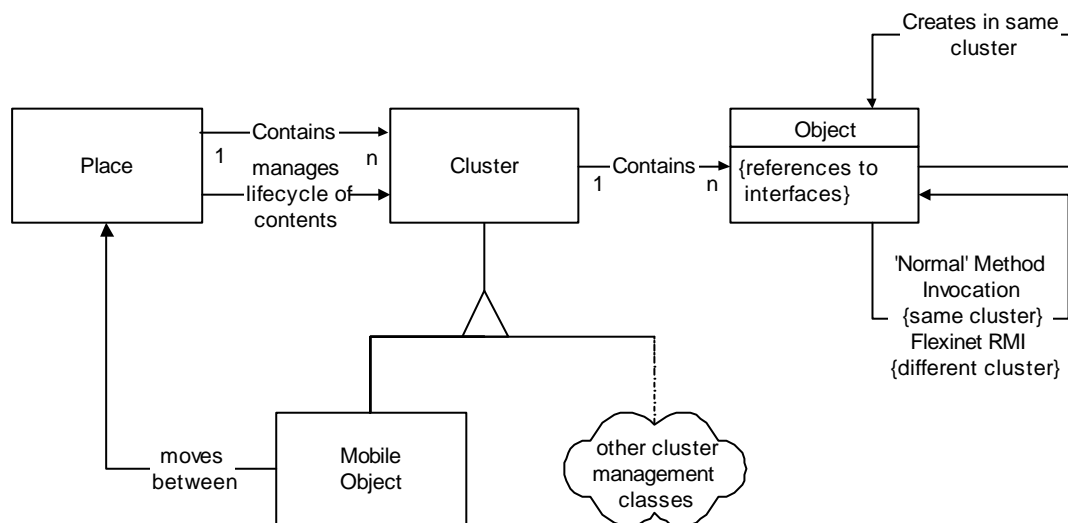 Creates in same
cluster
Place
Contains
1
n
manages
lifecycle of
contents
Cluster
Contains
1
n
Object
{references to
interfaces}
'Normal' Method
Invocation
{same cluster}
Flexinet RMI
{different cluster}
moves
between
Mobile
Object
other cluster
management
classes